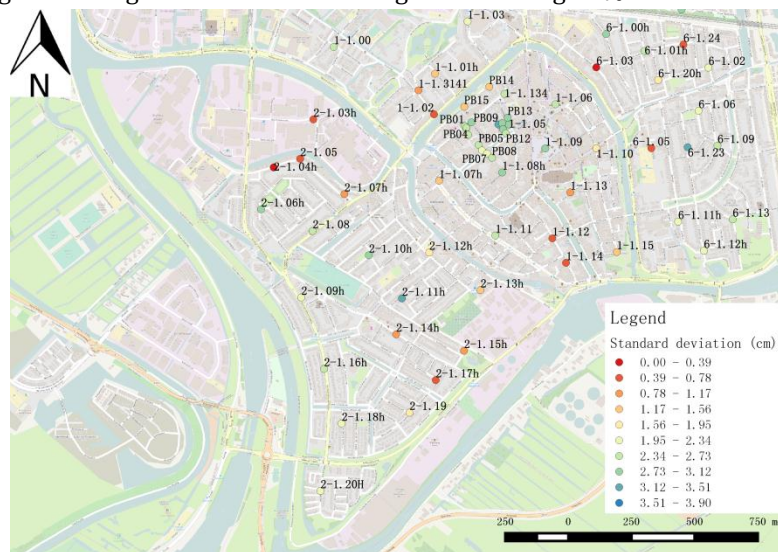 1-1.03
6-1.00h
6-1.24
1-1.00
6-1.01h
6-1.03
6-1.02
1-1.01h
6-1.20h
1-1.3141
PB14
1-1.134
1-1.06
PB15
6-1.06
1-1.02
2-1.03h
PB01
PB09
PB13
1-1.05
PB04
PB05
PB12
1-1.09
1-1.10
6-1.05
6-1.23
6-1.09
PB07
PB08
2-1.05
2-1.04h
1-1.08h
1-1.07h
2-1.07h
1-1.13
2-1.06h
6-1.11h
6-1.13
2-1.08
1-1.11
1-1.12
2-1.10h
2-1.12h
1-1.14
1-1.15
6-1.12h
2-1.09h
2-1.11h
2-1.13h
2-1.14h
2-1.15h
2-1.16h
2-1.17h
2-1.19
2-1.18h
2-1.20H
N
Legend
Standard deviation (cm)
0.00 - 0.39
0.39 - 0.78
0.78 - 1.17
1.17 - 1.56
1.56 - 1.95
1.95 - 2.34
2.34 - 2.73
2.73 - 3.12
3.12 - 3.51
3.51 - 3.90
250 0 250 500 750 m